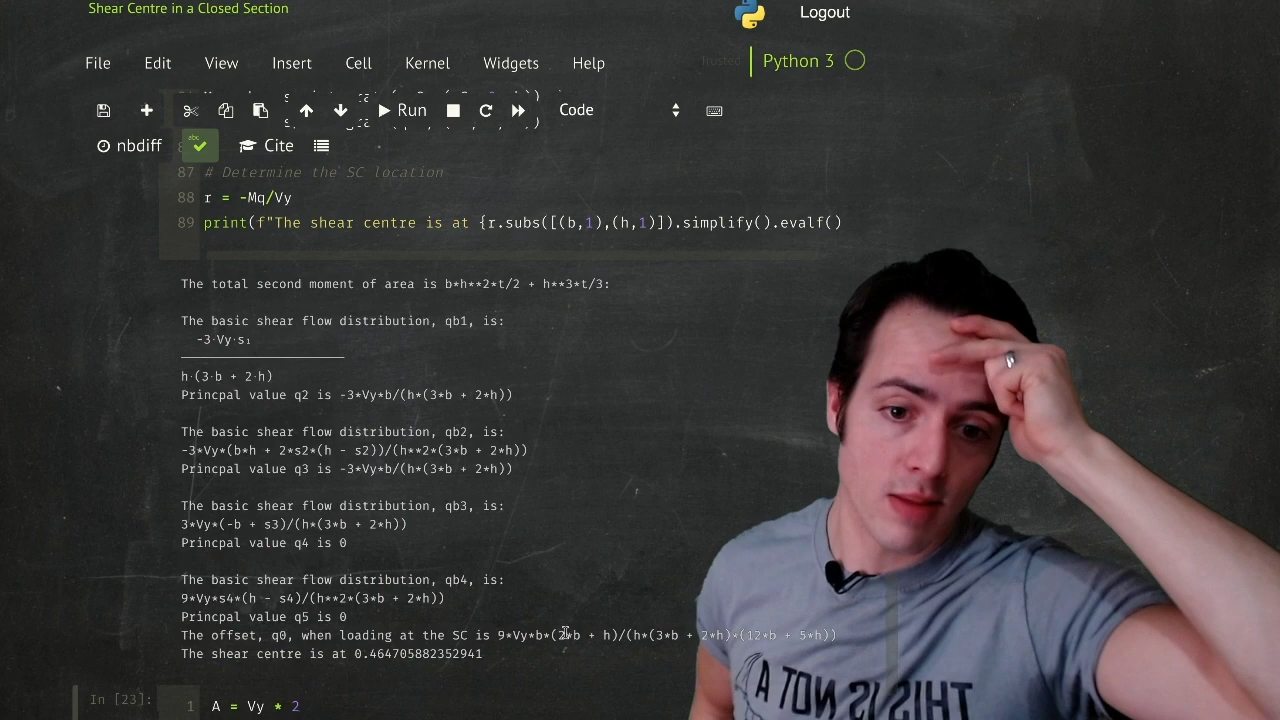 Shear Centre in a Closed Section
Logout
File Edit View Insert Cell Kernel Widgets Help
Trusted
Python 3
Run
Code
nbdiff
abc
Cite
87 # Determine the SC location
88 r = -Mq/Vy
89 print(f"The shear centre is at {r.subs([(b,1),(h,1)]).simplify().evalf()
The total second moment of area is b*h**2*t/2 + h**3*t/3:
The basic shear flow distribution, qb1, is:
-3⋅Vy⋅s₁
h⋅(3⋅b + 2⋅h)
Princpal value q2 is -3*Vy*b/(h*(3*b + 2*h))
The basic shear flow distribution, qb2, is:
-3*Vy*(b*h + 2*s2*(h - s2))/(h**2*(3*b + 2*h))
Princpal value q3 is -3*Vy*b/(h*(3*b + 2*h))
The basic shear flow distribution, qb3, is:
3*Vy*(-b + s3)/(h*(3*b + 2*h))
Princpal value q4 is 0
The basic shear flow distribution, qb4, is:
9*Vy*s4*(h - s4)/(h**2*(3*b + 2*h))
Princpal value q5 is 0
The offset, q0, when loading at the SC is 9*Vy*b*(2*b + h)/(h*(3*b + 2*h)*(12*b + 5*h))
The shear centre is at 0.464705882352941
In [23]:
1 A = Vy * 2
THIS IS NOT A